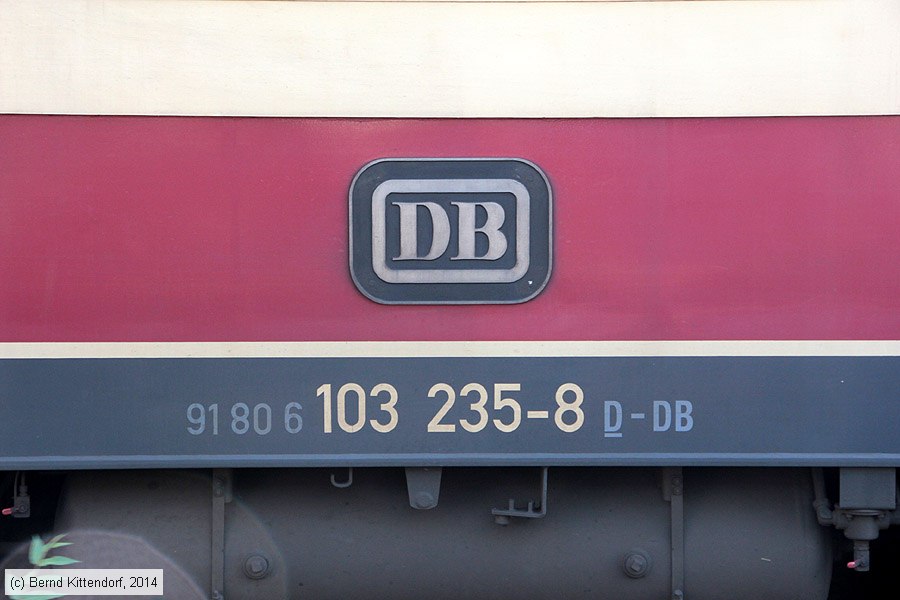 DB
91 80 6 103 235-8 D-DB
(c) Bernd Kittendorf, 2014